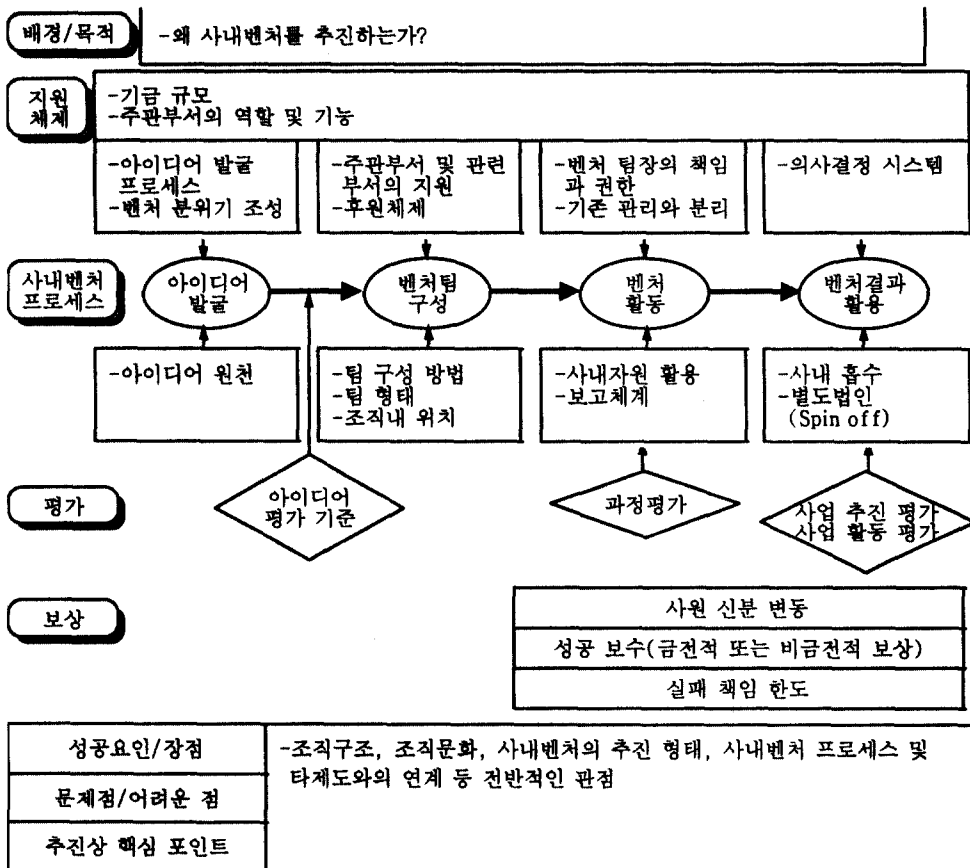 배경/목적
-왜 사내벤처를 추진하는가?
지원
체제
-기금 규모
-주관부서의 역할 및 기능
-아이디어 발굴
프로세스
-벤처 분위기 조성
-주관부서 및 관련
부서의 지원
-후원체제
-벤처 팀장의 책임
과 권한
-기존 관리와 분리
-의사결정 시스템
사내벤처
프로세스
아이디어
발굴
벤처팀
구성
벤처
활동
벤처결과
활용
-아이디어 원천
-팀 구성 방법
-팀 형태
-조직내 위치
-사내자원 활용
-보고체계
-사내 흡수
-별도법인
(Spin off)
평가
아이디어
평가 기준
과정평가
사업 추진 평가
사업 활동 평가
보상
사원 신분 변동
성공 보수(금전적 또는 비금전적 보상)
실패 책임 한도
성공요인/장점
문제점/어려운 점
추진상 핵심 포인트
-조직구조, 조직문화, 사내벤처의 추진 형태, 사내벤처 프로세스 및
타제도와의 연계 등 전반적인 관점